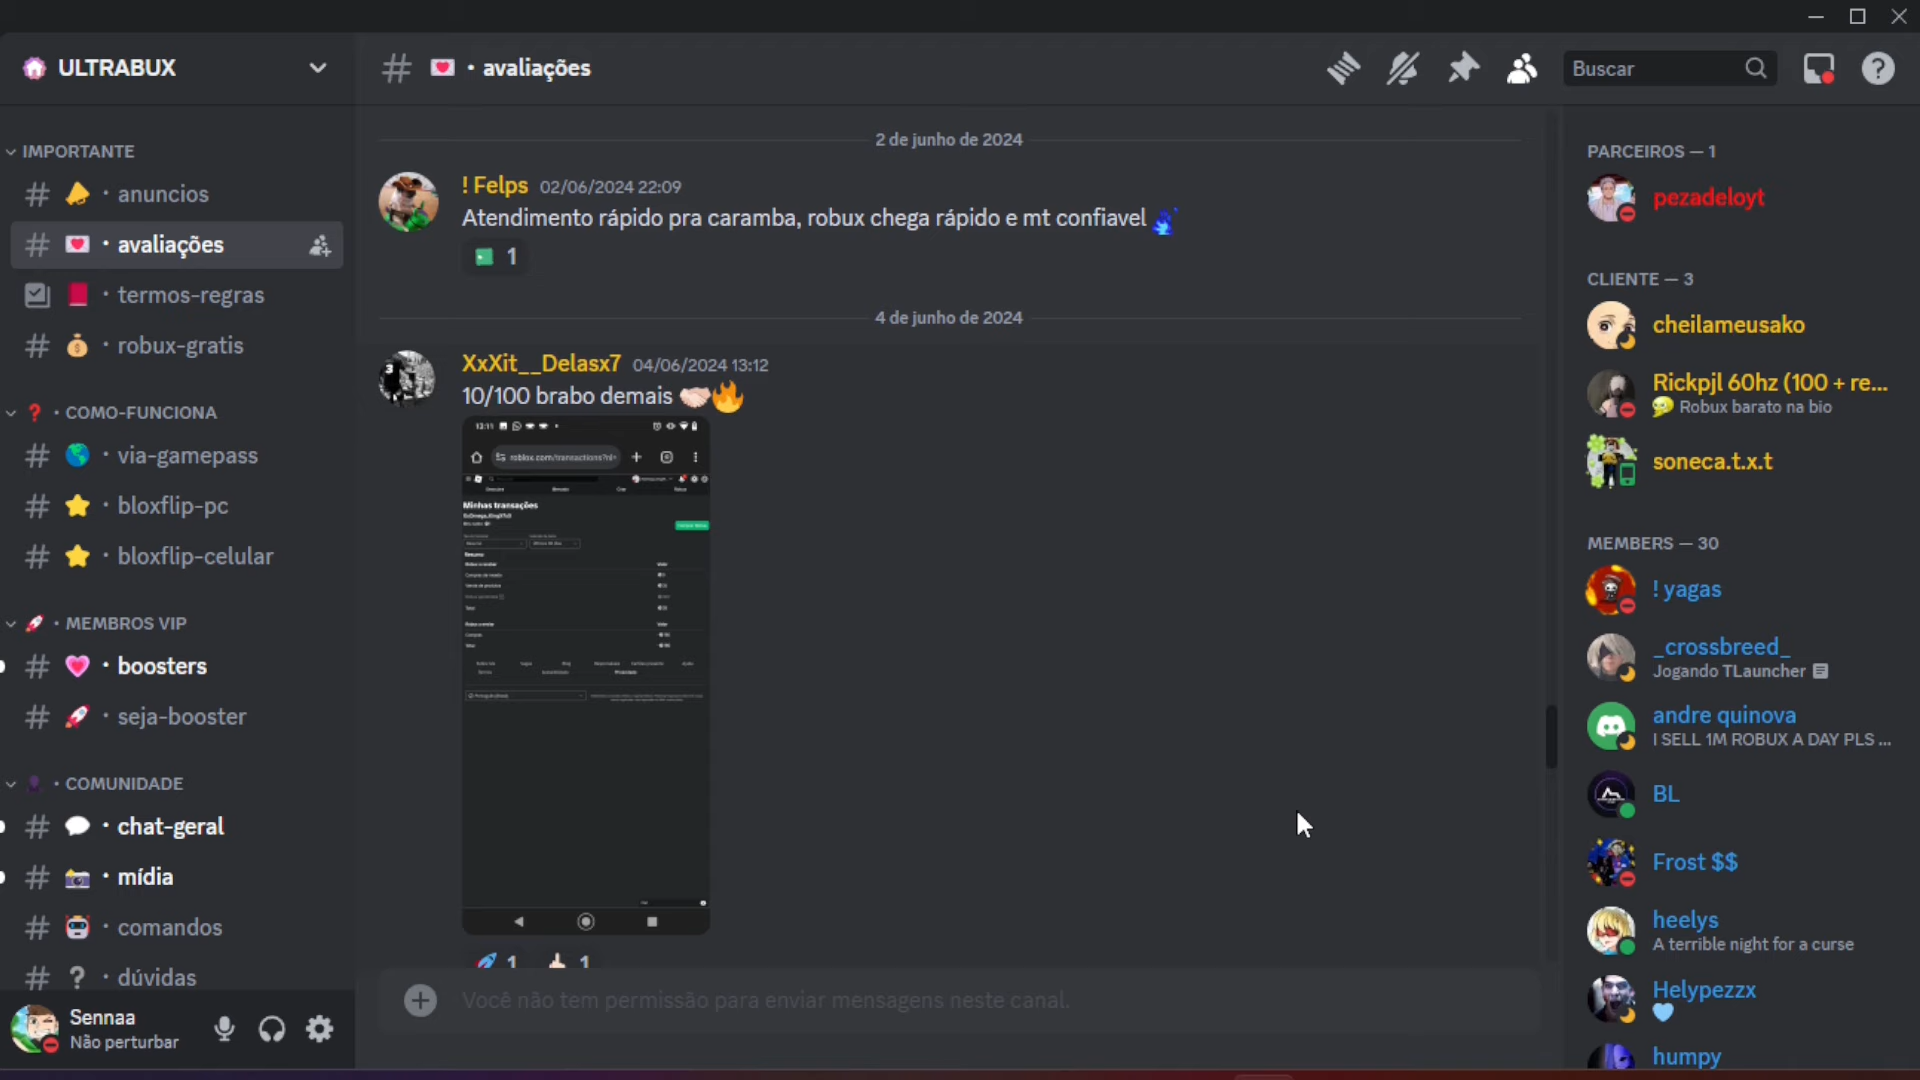 ULTRABUX
• avaliações
Buscar
IMPORTANTE
• anuncios
• avaliações
• termos-regras
• robux-gratis
• COMO-FUNCIONA
• via-gamepass
• bloxflip-pc
• bloxflip-celular
• MEMBROS VIP
• boosters
• seja-booster
• COMUNIDADE
• chat-geral
• mídia
• comandos
• dúvidas
Sennaa
Não perturbar
2 de junho de 2024
! Felps 02/06/2024 22:09
Atendimento rápido pra caramba, robux chega rápido e mt confiavel
1
4 de junho de 2024
XxXit__Delasx7 04/06/2024 13:12
10/100 brabo demais
13:11
roblox.com/transactions?nl=
Minhas transações
Resumo
1 1
Você não tem permissão para enviar mensagens neste canal.
PARCEIROS — 1
pezadeloyt
CLIENTE — 3
cheilameusako
Rickpjl 60hz (100 + re...
Robux barato na bio
soneca.t.x.t
MEMBERS — 30
! yagas
_crossbreed_
Jogando TLauncher
andre quinova
I SELL 1M ROBUX A DAY PLS ...
BL
Frost $$
heelys
A terrible night for a curse
Helypezzx
humpy